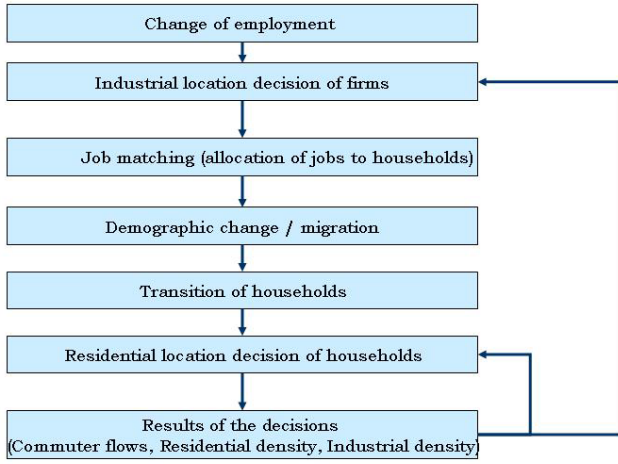 Change of employment
Industrial location decision of firms
Job matching (allocation of jobs to households)
Demographic change / migration
Transition of households
Residential location decision of households
Results of the decisions
(Commuter flows, Residential density, Industrial density)